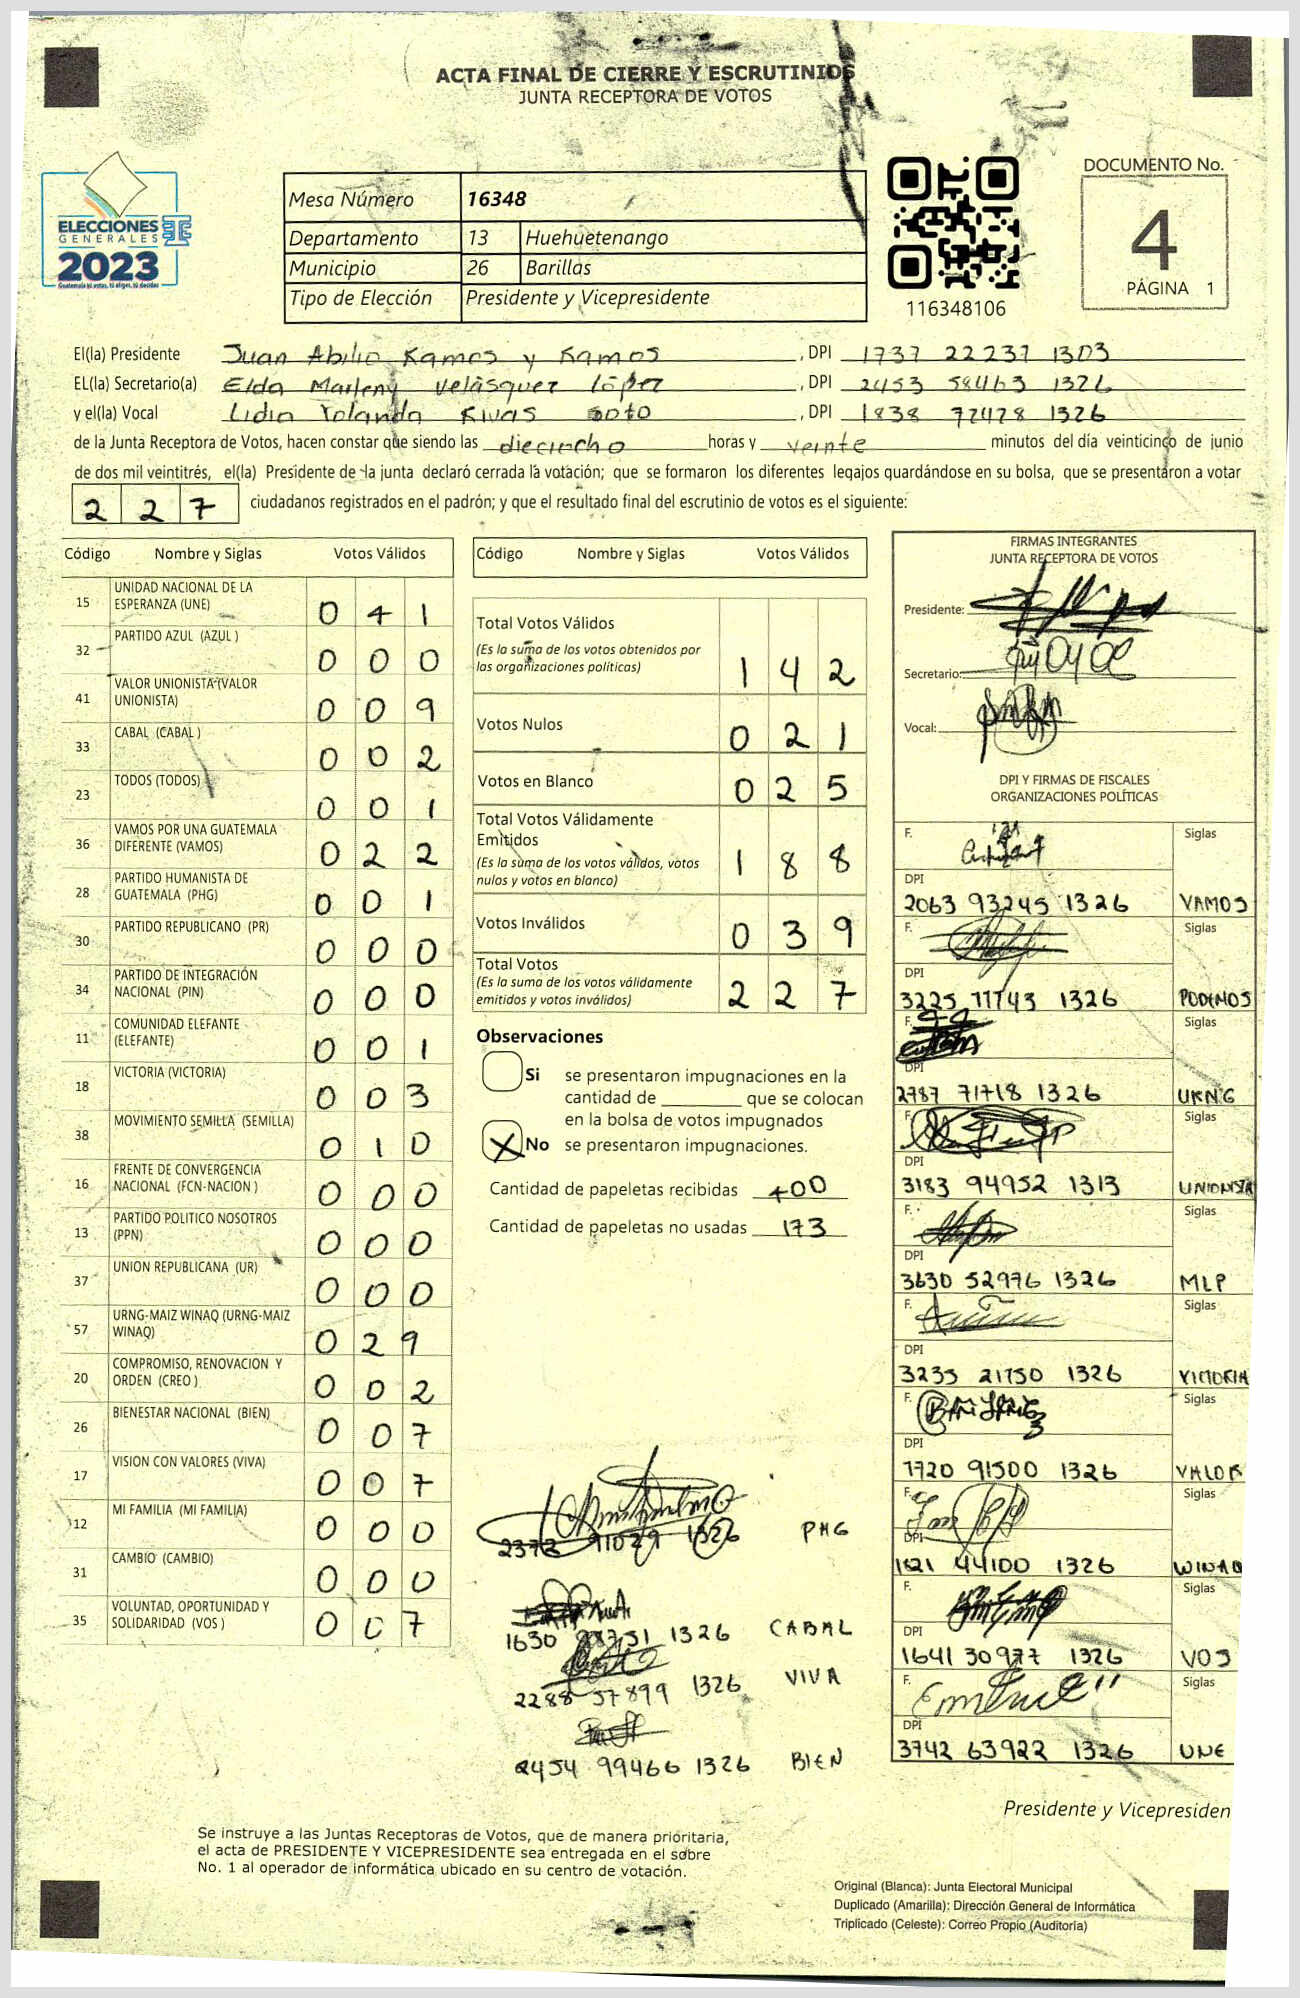 ACTA FINAL DE CIERRE Y ESCRUTINIOS
JUNTA RECEPTORA DE VOTOS
ELECCIONES
GENERALES
2023
Guatemala tú votas, tú eliges, tú decides
Mesa Número 16348
Departamento 13 Huehuetenango
Municipio 26 Barillas
Tipo de Elección Presidente y Vicepresidente
116348106
DOCUMENTO No.
4
PÁGINA 1
El(la) Presidente Juan Abilio Ramos y Ramos , DPI 1737 22237 1303
EL(la) Secretario(a) Elda Marleny Velásquez López , DPI 2453 58463 1326
y el(la) Vocal Lidia Yolanda Rivas Soto , DPI 1838 72478 1326
de la Junta Receptora de Votos, hacen constar que siendo las dieciocho horas y veinte minutos del día veinticinco de junio
de dos mil veintitrés, el(la) Presidente de la junta declaró cerrada la votación; que se formaron los diferentes legajos guardándose en su bolsa, que se presentaron a votar
2 2 7 ciudadanos registrados en el padrón; y que el resultado final del escrutinio de votos es el siguiente:
Código Nombre y Siglas Votos Válidos
15 UNIDAD NACIONAL DE LA ESPERANZA (UNE) 0 4 1
32 PARTIDO AZUL (AZUL ) 0 0 0
41 VALOR UNIONISTA (VALOR UNIONISTA) 0 0 9
33 CABAL (CABAL ) 0 0 2
23 TODOS (TODOS) 0 0 1
36 VAMOS POR UNA GUATEMALA DIFERENTE (VAMOS) 0 2 2
28 PARTIDO HUMANISTA DE GUATEMALA (PHG) 0 0 1
30 PARTIDO REPUBLICANO (PR) 0 0 0
34 PARTIDO DE INTEGRACIÓN NACIONAL (PIN) 0 0 0
11 COMUNIDAD ELEFANTE (ELEFANTE) 0 0 1
18 VICTORIA (VICTORIA) 0 0 3
38 MOVIMIENTO SEMILLA (SEMILLA) 0 1 0
16 FRENTE DE CONVERGENCIA NACIONAL (FCN-NACION ) 0 0 0
13 PARTIDO POLITICO NOSOTROS (PPN) 0 0 0
37 UNION REPUBLICANA (UR) 0 0 0
57 URNG-MAIZ WINAQ (URNG-MAIZ WINAQ) 0 2 9
20 COMPROMISO, RENOVACION Y ORDEN (CREO ) 0 0 2
26 BIENESTAR NACIONAL (BIEN) 0 0 7
17 VISION CON VALORES (VIVA) 0 0 7
12 MI FAMILIA (MI FAMILIA) 0 0 0
31 CAMBIO (CAMBIO) 0 0 0
35 VOLUNTAD, OPORTUNIDAD Y SOLIDARIDAD (VOS ) 0 0 7
Código Nombre y Siglas Votos Válidos
Total Votos Válidos 1 4 2
(Es la suma de los votos obtenidos por
las organizaciones políticas)
Votos Nulos 0 2 1
Votos en Blanco 0 2 5
Total Votos Válidamente
Emitidos 1 8 8
(Es la suma de los votos válidos, votos
nulos y votos en blanco)
Votos Inválidos 0 3 9
Total Votos 2 2 7
(Es la suma de los votos válidamente
emitidos y votos inválidos)
Observaciones
Si se presentaron impugnaciones en la
cantidad de ________ que se colocan
en la bolsa de votos impugnados
X No se presentaron impugnaciones.
Cantidad de papeletas recibidas 400
Cantidad de papeletas no usadas 173
91029 1326 PHG
1630 1326 CABAL
2288 57899 1326 VIVA
2454 99466 1326 BIEN
FIRMAS INTEGRANTES
JUNTA RECEPTORA DE VOTOS
Presidente:
Secretario:
Vocal:
DPI Y FIRMAS DE FISCALES
ORGANIZACIONES POLÍTICAS
F. Siglas
DPI
2063 93245 1326 VAMOS
F. Siglas
DPI
3225 77743 1326 PODEMOS
F. Siglas
DPI
2787 71718 1326 URNG
F. Siglas
DPI
3183 94952 1313 UNIONISTA
F. Siglas
DPI
3630 52976 1326 MLP
F. Siglas
DPI
3235 21750 1326 VICTORIA
F. Siglas
DPI
1720 91500 1326 VALOR
F. Siglas
DPI
1821 44100 1326 WINAQ
F. Siglas
DPI
1641 30977 1326 VOS
F. Siglas
DPI
3742 63922 1326 UNE
Presidente y Vicepresiden
Se instruye a las Juntas Receptoras de Votos, que de manera prioritaria,
el acta de PRESIDENTE Y VICEPRESIDENTE sea entregada en el sobre
No. 1 al operador de informática ubicado en su centro de votación.
Original (Blanca): Junta Electoral Municipal
Duplicado (Amarilla): Dirección General de Informática
Triplicado (Celeste): Correo Propio (Auditoría)